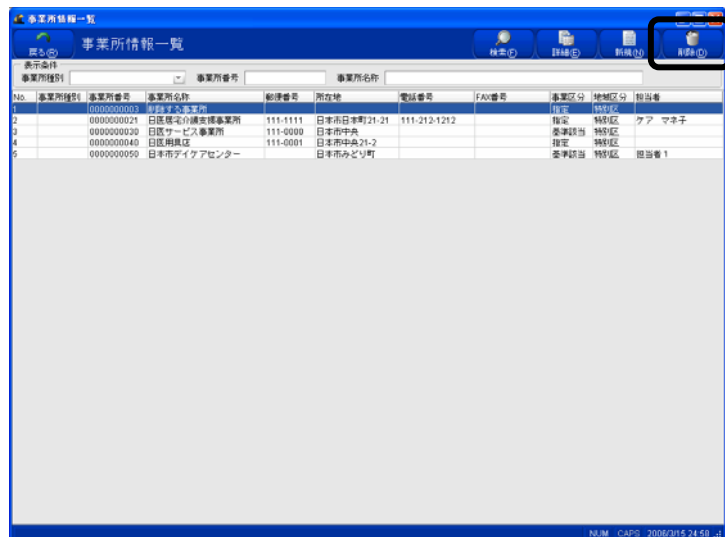 事業所情報一覧
戻る(R) 事業所情報一覧 検索(F) 詳細(E) 新規(N) 削除(D)
表示条件
事業所種別 事業所番号 事業所名称
No. 事業所種別 事業所番号 事業所名称 郵便番号 所在地 電話番号 FAX番号 事業区分 地域区分 担当者
1 0000000003 削除する事業所 指定 特別区
2 0000000021 日医居宅介護支援事業所 111-1111 日本市日本町21-21 111-212-1212 指定 特別区 ケア マネ子
3 0000000030 日医サービス事業所 111-0000 日本市中央 基準該当 特別区
4 0000000040 日医用具店 111-0001 日本市中央21-2 指定 特別区
5 0000000050 日本市デイケアセンター 日本市みどり町 基準該当 特別区 担当者1
NUM CAPS 2006/3/15 24:58